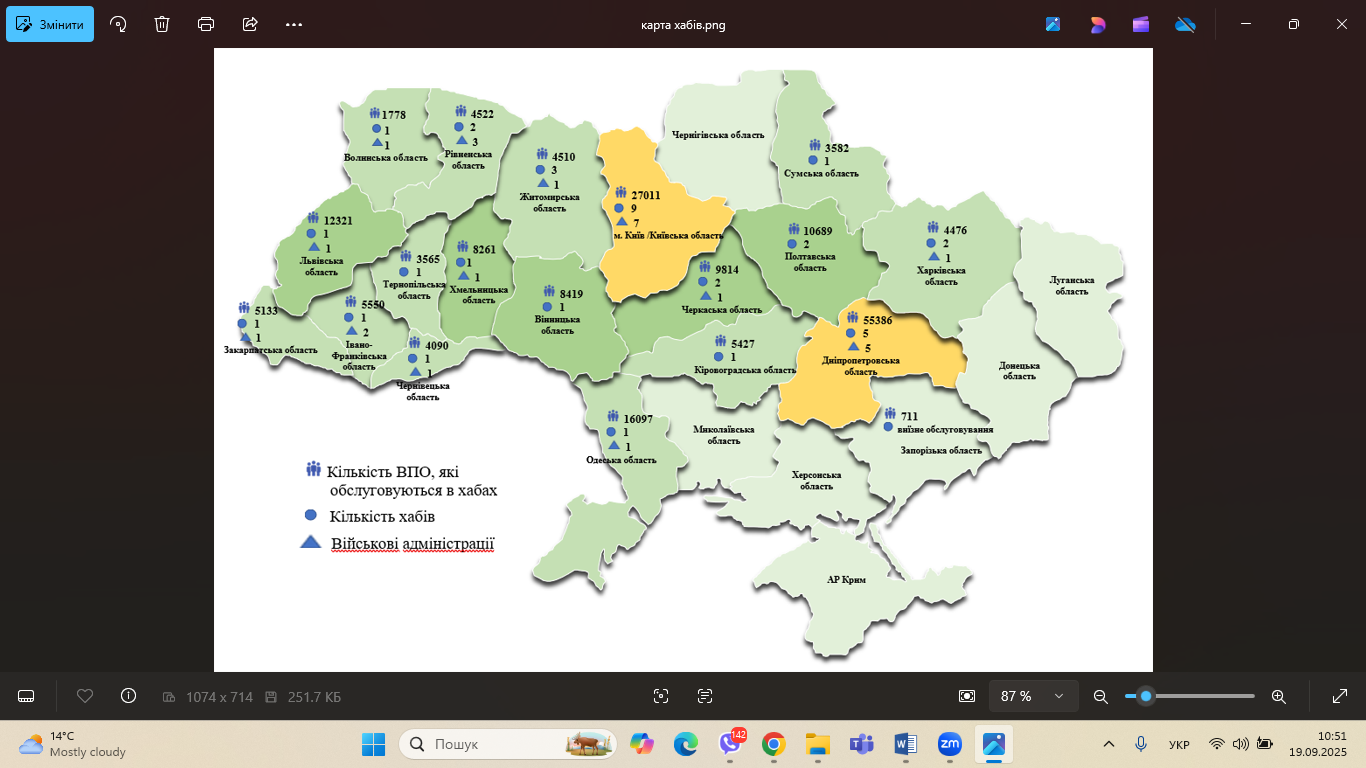 Змінити
карта хабів.png
1778
1
1
Волинська область
4522
2
3
Рівненська
область
4510
3
1
Житомирська
область
27011
9
7
м. Київ /Київська область
Чернігівська область
3582
1
Сумська область
12321
1
1
Львівська
область
3565
1
Тернопільська
область
8261
1
1
Хмельницька
область
8419
1
Вінницька
область
9814
2
1
Черкаська область
10689
2
Полтавська
область
4476
2
1
Харківська
область
Луганська
область
5133
1
1
Закарпатська область
5550
1
2
Івано-
Франківська
область
4090
1
1
Чернівецька
область
5427
1
Кіровоградська область
55386
5
5
Дніпропетровська
область
Донецька
область
16097
1
1
Одеська область
Миколаївська
область
711
виїзне обслуговування
Запорізька область
Херсонська
область
АР Крим
Кількість ВПО, які
обслуговуються в хабах
Кількість хабів
Військові адміністрації
1074 x 714
251.7 КБ
87 %
14°C
Mostly cloudy
Пошук
142
zm
УКР
10:51
19.09.2025